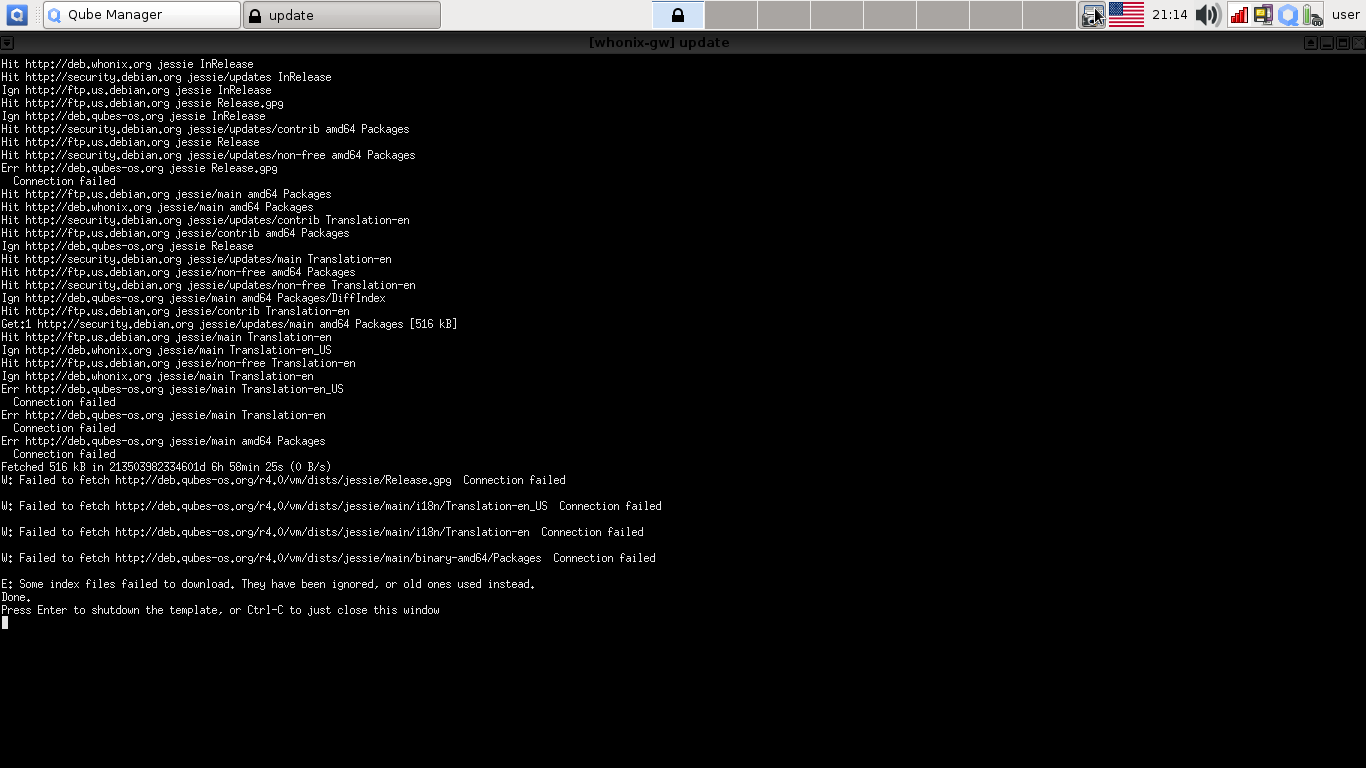 Qube Manager
update
21:14
user
[whonix-gw] update
Hit http://deb.whonix.org jessie InRelease
Hit http://security.debian.org jessie/updates InRelease
Ign http://ftp.us.debian.org jessie InRelease
Hit http://ftp.us.debian.org jessie Release.gpg
Ign http://deb.qubes-os.org jessie InRelease
Hit http://security.debian.org jessie/updates/contrib amd64 Packages
Hit http://ftp.us.debian.org jessie Release
Hit http://security.debian.org jessie/updates/non-free amd64 Packages
Err http://deb.qubes-os.org jessie Release.gpg
  Connection failed
Hit http://ftp.us.debian.org jessie/main amd64 Packages
Hit http://deb.whonix.org jessie/main amd64 Packages
Hit http://security.debian.org jessie/updates/contrib Translation-en
Hit http://ftp.us.debian.org jessie/contrib amd64 Packages
Ign http://deb.qubes-os.org jessie Release
Hit http://security.debian.org jessie/updates/main Translation-en
Hit http://ftp.us.debian.org jessie/non-free amd64 Packages
Hit http://security.debian.org jessie/updates/non-free Translation-en
Ign http://deb.qubes-os.org jessie/main amd64 Packages/DiffIndex
Hit http://ftp.us.debian.org jessie/contrib Translation-en
Get:1 http://security.debian.org jessie/updates/main amd64 Packages [516 kB]
Hit http://ftp.us.debian.org jessie/main Translation-en
Ign http://deb.whonix.org jessie/main Translation-en_US
Hit http://ftp.us.debian.org jessie/non-free Translation-en
Ign http://deb.whonix.org jessie/main Translation-en
Err http://deb.qubes-os.org jessie/main Translation-en_US
  Connection failed
Err http://deb.qubes-os.org jessie/main Translation-en
  Connection failed
Err http://deb.qubes-os.org jessie/main amd64 Packages
  Connection failed
Fetched 516 kB in 213503982334601d 6h 58min 25s (0 B/s)
W: Failed to fetch http://deb.qubes-os.org/r4.0/vm/dists/jessie/Release.gpg  Connection failed
W: Failed to fetch http://deb.qubes-os.org/r4.0/vm/dists/jessie/main/i18n/Translation-en_US  Connection failed
W: Failed to fetch http://deb.qubes-os.org/r4.0/vm/dists/jessie/main/i18n/Translation-en  Connection failed
W: Failed to fetch http://deb.qubes-os.org/r4.0/vm/dists/jessie/main/binary-amd64/Packages  Connection failed
E: Some index files failed to download. They have been ignored, or old ones used instead.
Done.
Press Enter to shutdown the template, or Ctrl-C to just close this window